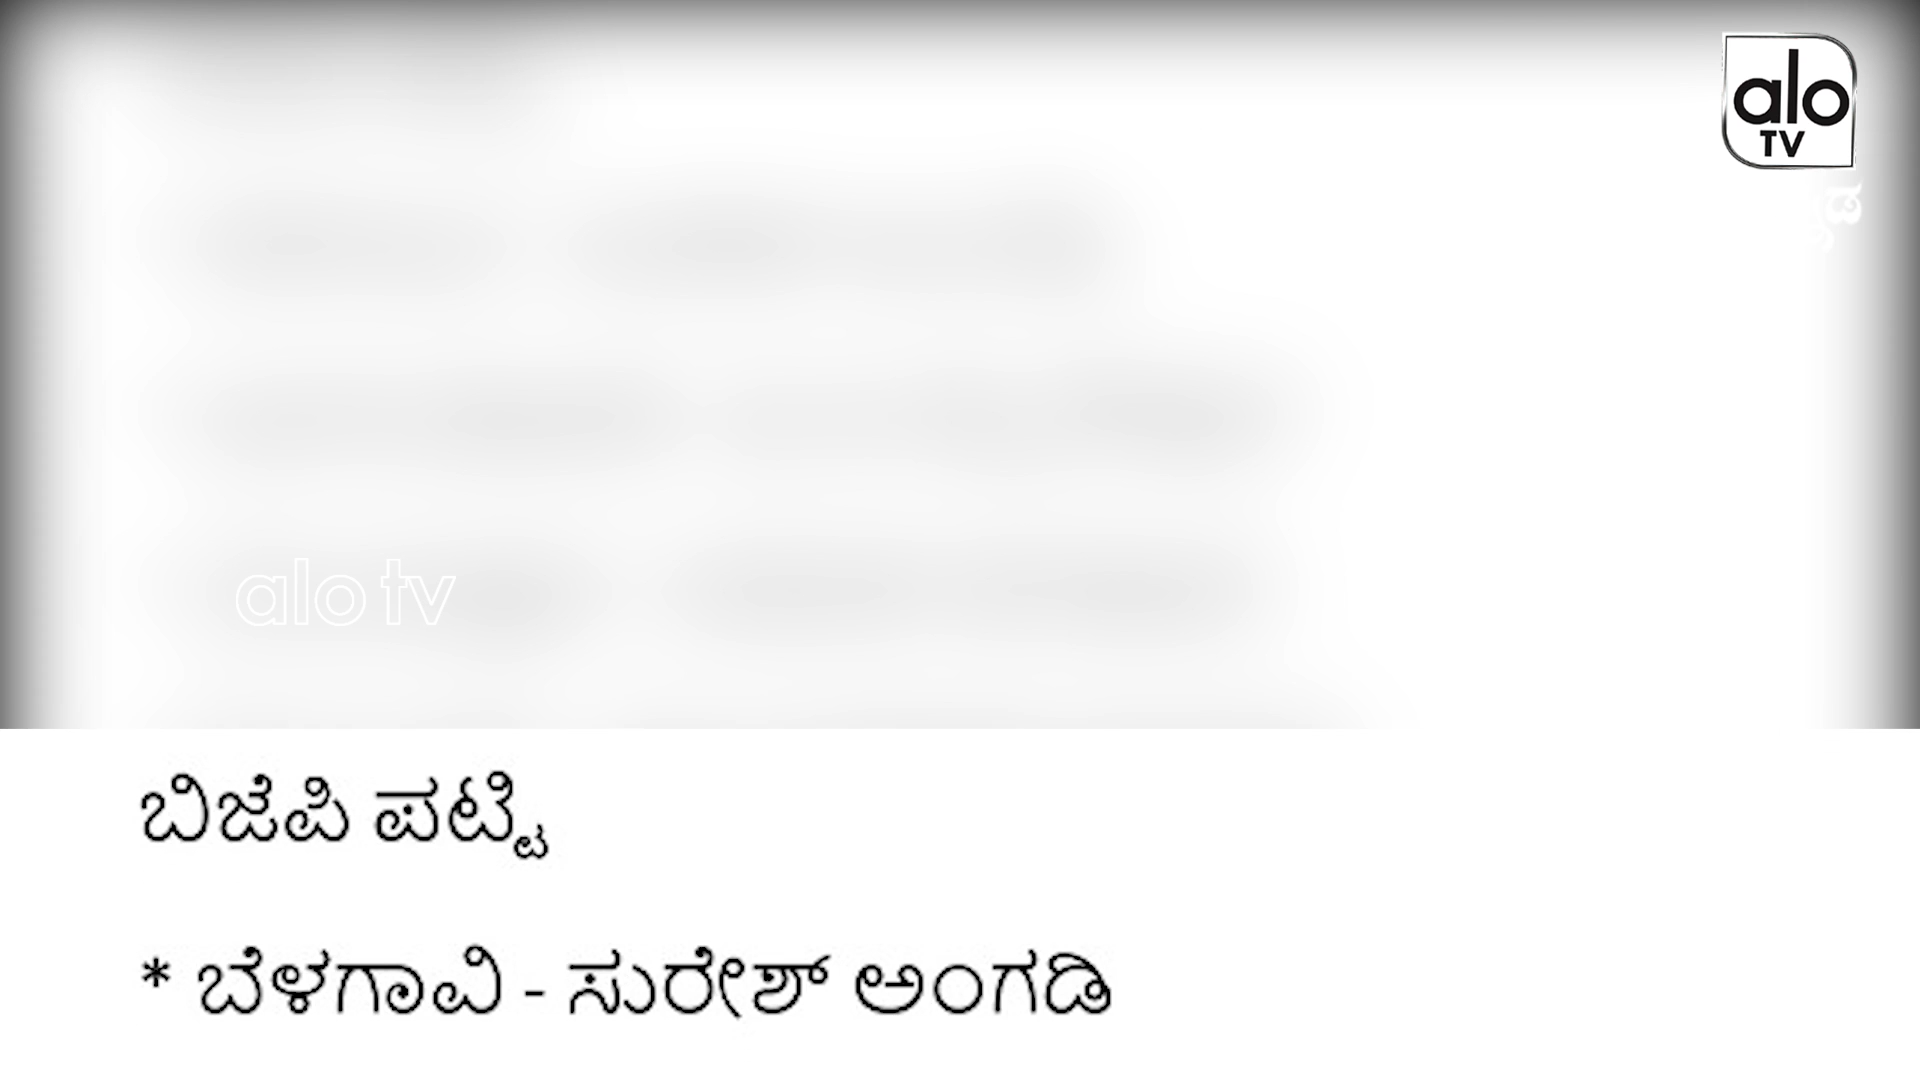 alo
TV
alo tv
ಬಿಜೆಪಿ ಪಟ್ಟಿ
* ಬೆಳಗಾವಿ - ಸುರೇಶ್ ಅಂಗಡಿ